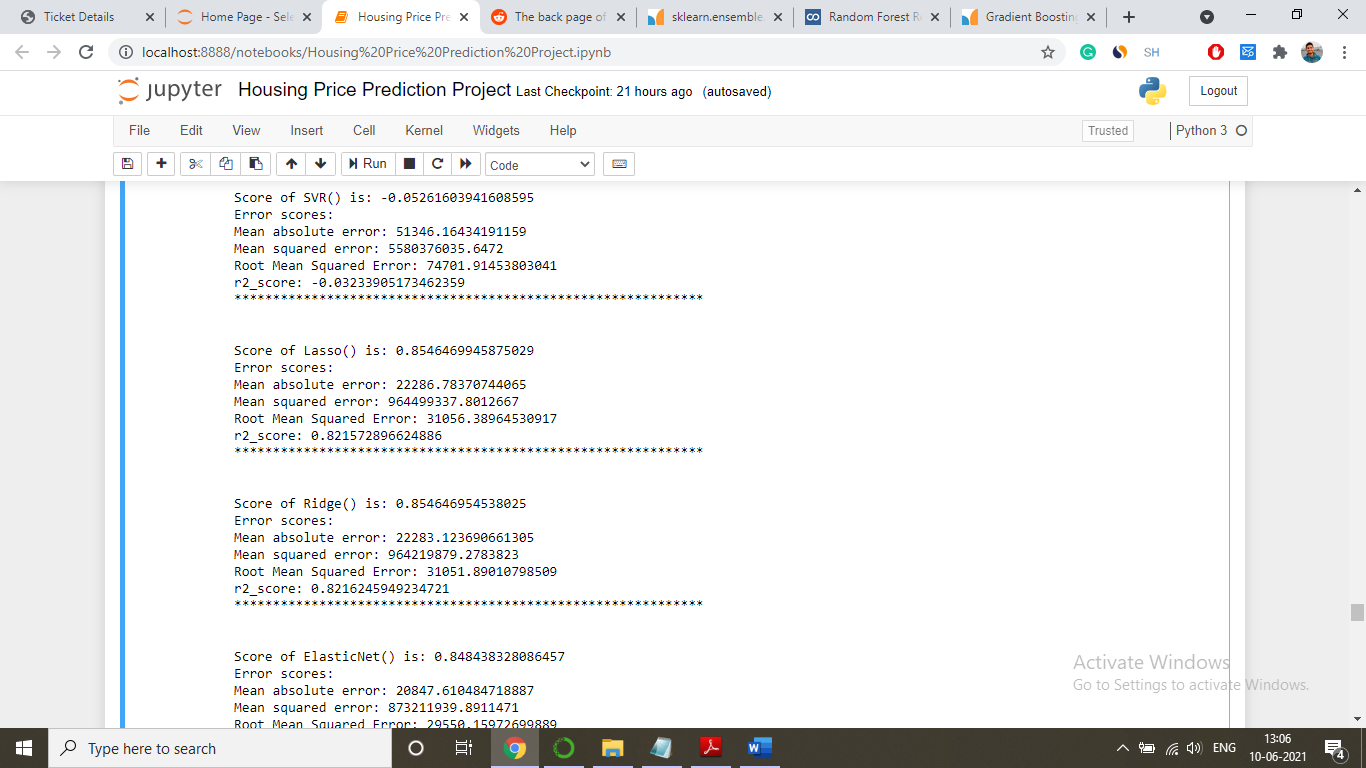 Ticket Details
Home Page - Sele
Housing Price Pre
The back page of
sklearn.ensemble.
Random Forest R
Gradient Boosting
localhost:8888/notebooks/Housing%20Price%20Prediction%20Project.ipynb
SH
jupyter Housing Price Prediction Project Last Checkpoint: 21 hours ago (autosaved)
Logout
File Edit View Insert Cell Kernel Widgets Help
Trusted
Python 3
Run
Code
Score of SVR() is: -0.05261603941608595
Error scores:
Mean absolute error: 51346.16434191159
Mean squared error: 5580376035.6472
Root Mean Squared Error: 74701.91453803041
r2_score: -0.03233905173462359
*************************************************************
Score of Lasso() is: 0.8546469945875029
Error scores:
Mean absolute error: 22286.78370744065
Mean squared error: 964499337.8012667
Root Mean Squared Error: 31056.38964530917
r2_score: 0.821572896624886
*************************************************************
Score of Ridge() is: 0.854646954538025
Error scores:
Mean absolute error: 22283.123690661305
Mean squared error: 964219879.2783823
Root Mean Squared Error: 31051.89010798509
r2_score: 0.8216245949234721
*************************************************************
Score of ElasticNet() is: 0.848438328086457
Error scores:
Mean absolute error: 20847.610484718887
Mean squared error: 873211939.8911471
Root Mean Squared Error: 29550.15972699889
Activate Windows
Go to Settings to activate Windows.
Type here to search
ENG
13:06
10-06-2021
4